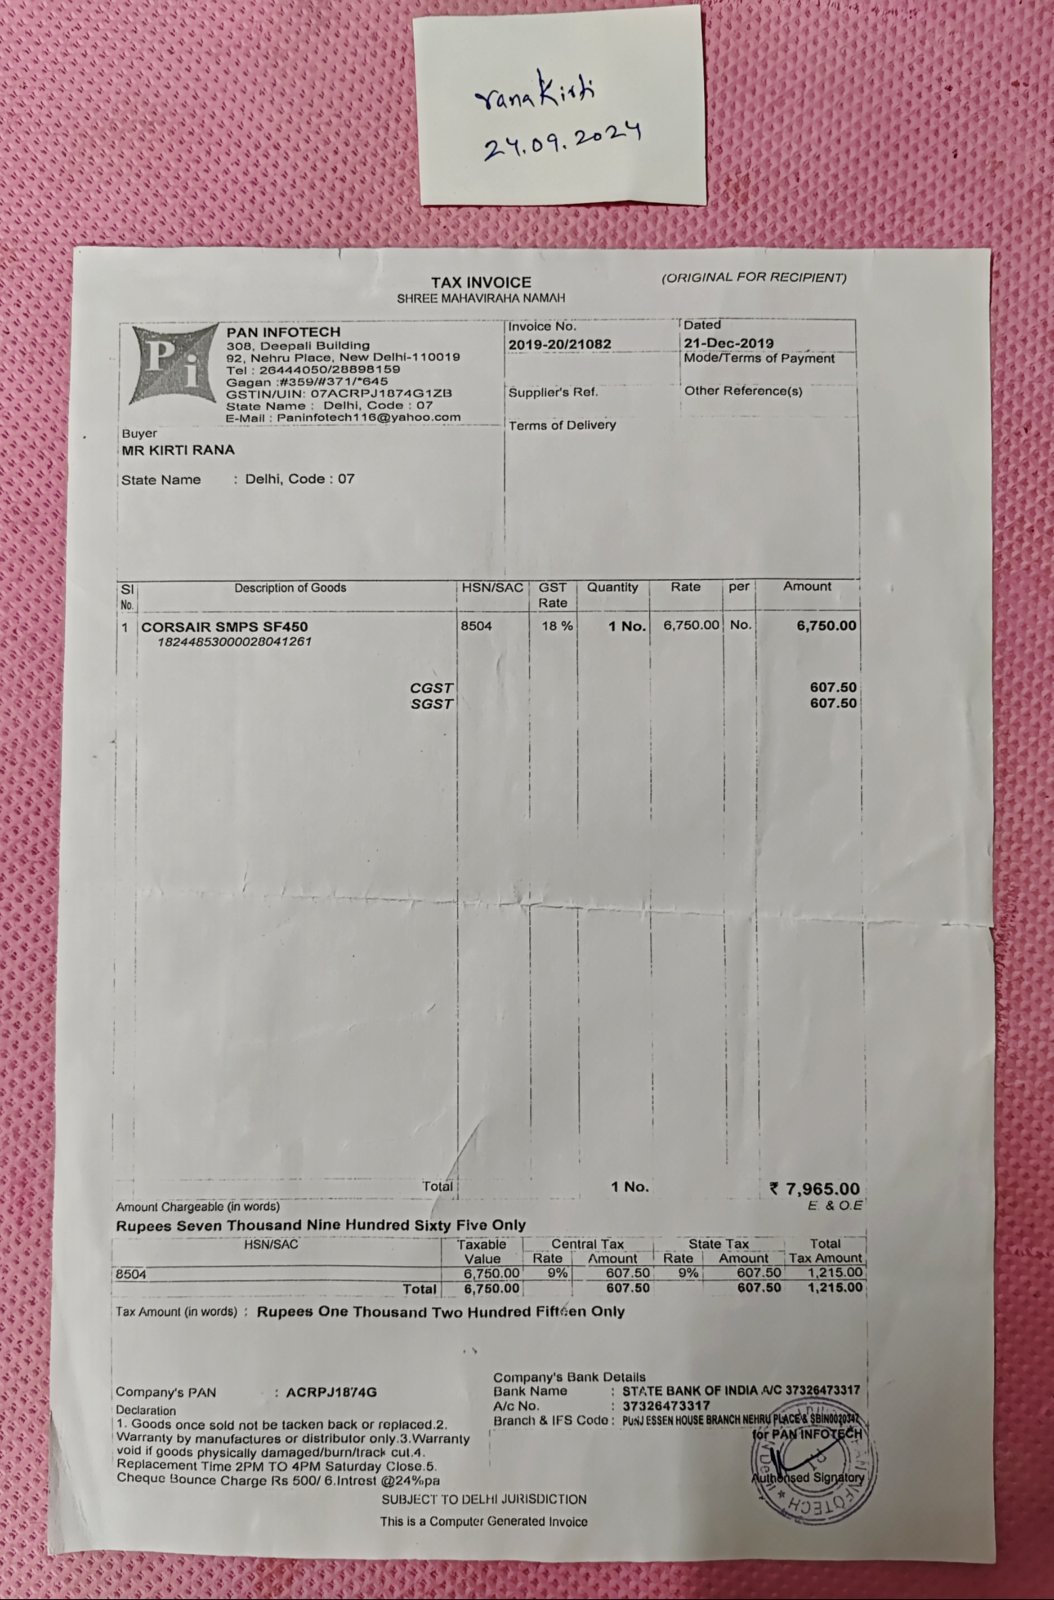 rana Kirti
24.09.2024
TAX INVOICE
(ORIGINAL FOR RECIPIENT)
SHREE MAHAVIRAHA NAMAH
Pi
PAN INFOTECH
308, Deepali Building
92, Nehru Place, New Delhi-110019
Tel : 26444050/28898159
Gagan :#359/#371/*645
GSTIN/UIN: 07ACRPJ1874G1ZB
State Name : Delhi, Code : 07
E-Mail : Paninfotech116@yahoo.com
Invoice No.
2019-20/21082
Dated
21-Dec-2019
Mode/Terms of Payment
Supplier's Ref.
Other Reference(s)
Terms of Delivery
Buyer
MR KIRTI RANA
State Name : Delhi, Code : 07
Sl No. Description of Goods HSN/SAC GST Rate Quantity Rate per Amount
1 CORSAIR SMPS SF450 8504 18 % 1 No. 6,750.00 No. 6,750.00
18244853000028041261
CGST 607.50
SGST 607.50
Total 1 No. ₹ 7,965.00
Amount Chargeable (in words) E. & O.E
Rupees Seven Thousand Nine Hundred Sixty Five Only
HSN/SAC Taxable Value Central Tax Rate Amount State Tax Rate Amount Total Tax Amount
8504 6,750.00 9% 607.50 9% 607.50 1,215.00
Total 6,750.00 607.50 607.50 1,215.00
Tax Amount (in words) : Rupees One Thousand Two Hundred Fifteen Only
Company's Bank Details
Bank Name : STATE BANK OF INDIA A/C 37326473317
A/c No. : 37326473317
Branch & IFS Code : PUNJ ESSEN HOUSE BRANCH NEHRU PLACE & SBIN0020347
Company's PAN : ACRPJ1874G
Declaration
1. Goods once sold not be tacken back or replaced.2.
Warranty by manufactures or distributor only.3.Warranty
void if goods physically damaged/burn/track cut.4.
Replacement Time 2PM TO 4PM Saturday Close.5.
Cheque Bounce Charge Rs 500/ 6.Intrest @24%pa
for PAN INFOTECH
Authorised Signatory
SUBJECT TO DELHI JURISDICTION
This is a Computer Generated Invoice